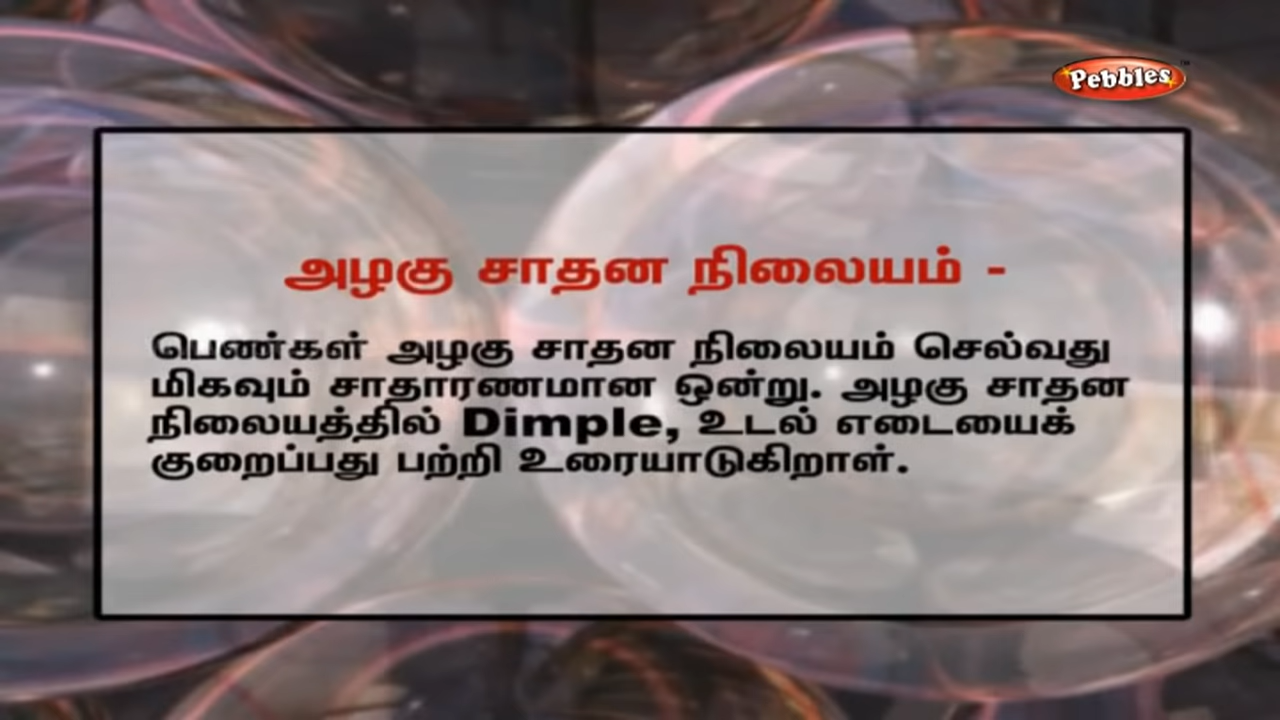 Pebbles™
அழகு சாதன நிலையம் -
பெண்கள் அழகு சாதன நிலையம் செல்வது
மிகவும் சாதாரணமான ஒன்று. அழகு சாதன
நிலையத்தில் Dimple, உடல் எடையைக்
குறைப்பது பற்றி உரையாடுகிறாள்.